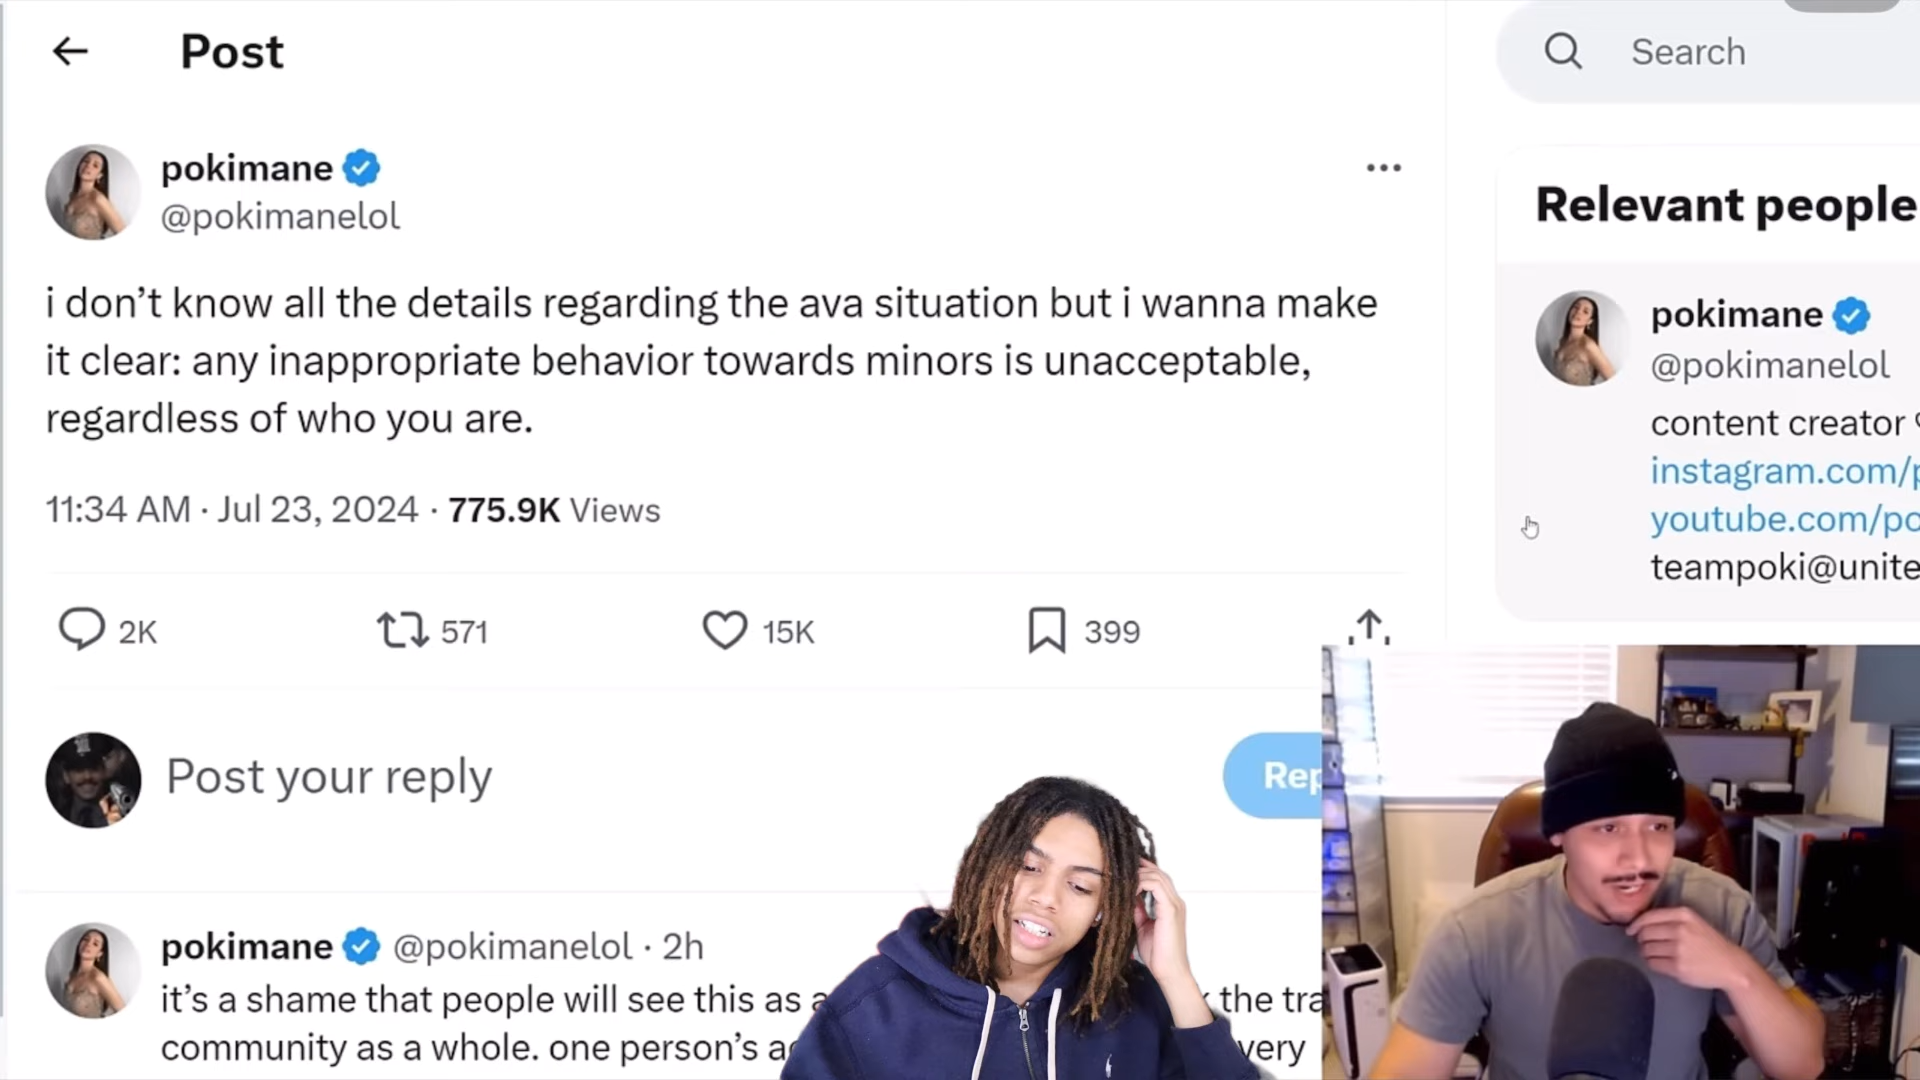 Post
Search
pokimane
@pokimanelol
Relevant people
i don’t know all the details regarding the ava situation but i wanna make
it clear: any inappropriate behavior towards minors is unacceptable,
regardless of who you are.
11:34 AM · Jul 23, 2024 · 775.9K Views
2K 571 15K 399
pokimane
@pokimanelol
content creator
instagram.com/p
youtube.com/po
teampoki@unite
Post your reply
Rep
pokimane @pokimanelol · 2h
it’s a shame that people will see this as a the tra
community as a whole. one person’s a very